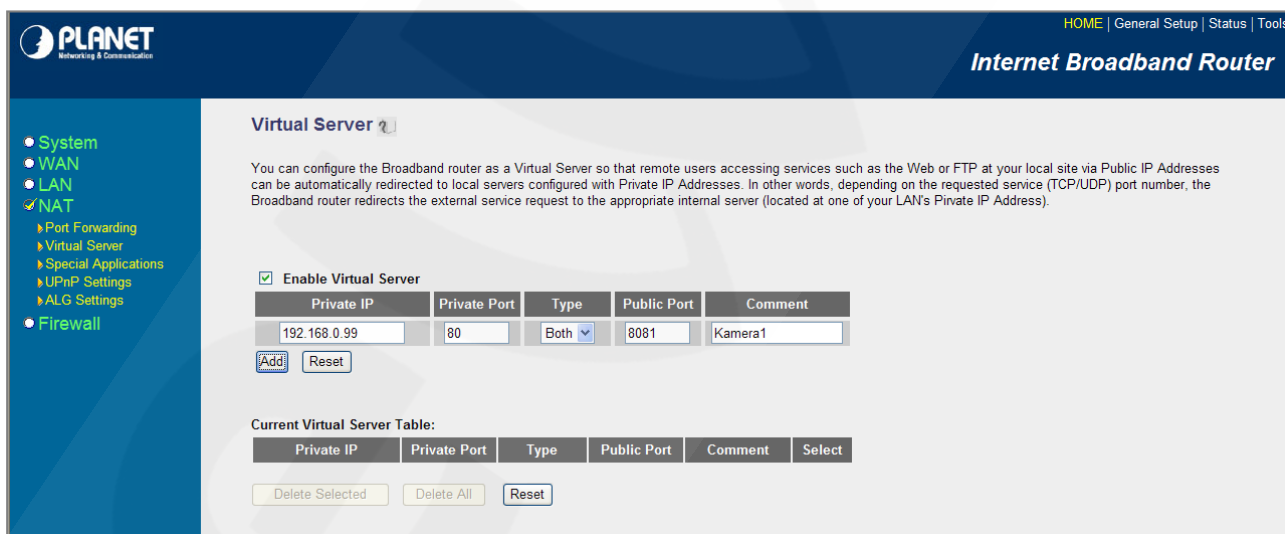 PLANET
Networking & Communication
HOME | General Setup | Status | Tools
Internet Broadband Router
System
WAN
LAN
NAT
Port Forwarding
Virtual Server
Special Applications
UPnP Settings
ALG Settings
Firewall
Virtual Server
You can configure the Broadband router as a Virtual Server so that remote users accessing services such as the Web or FTP at your local site via Public IP Addresses
can be automatically redirected to local servers configured with Private IP Addresses. In other words, depending on the requested service (TCP/UDP) port number, the
Broadband router redirects the external service request to the appropriate internal server (located at one of your LAN's Private IP Address).
Enable Virtual Server
Private IP Private Port Type Public Port Comment
192.168.0.99 80 Both 8081 Kamera1
Add Reset
Current Virtual Server Table:
Private IP Private Port Type Public Port Comment Select
Delete Selected Delete All Reset